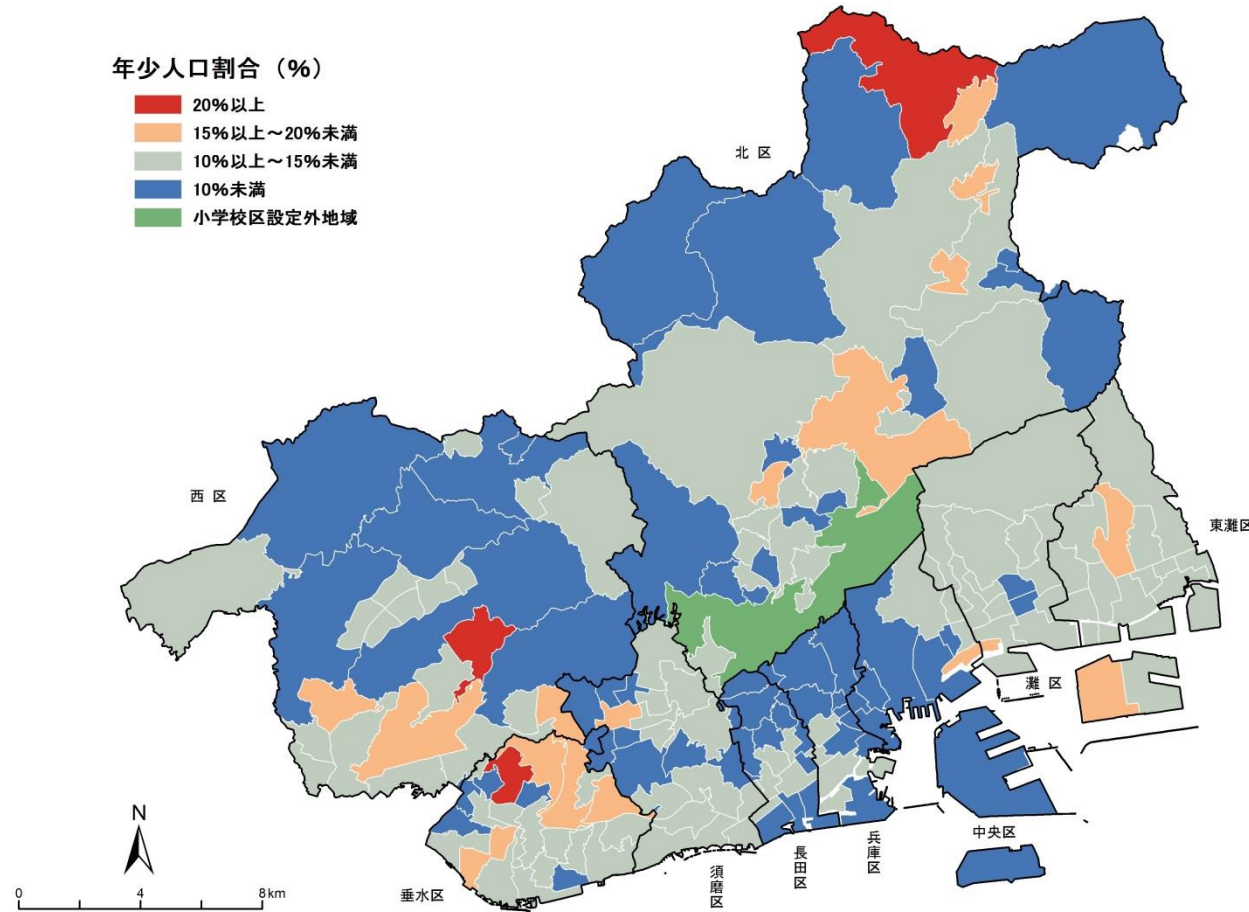 年少人口割合（％）
20%以上
15%以上～20%未満
10%以上～15%未満
10%未満
小学校区設定外地域
北区
西区
東灘区
灘区
中央区
兵庫区
長田区
須磨区
垂水区
N
0 4 8km